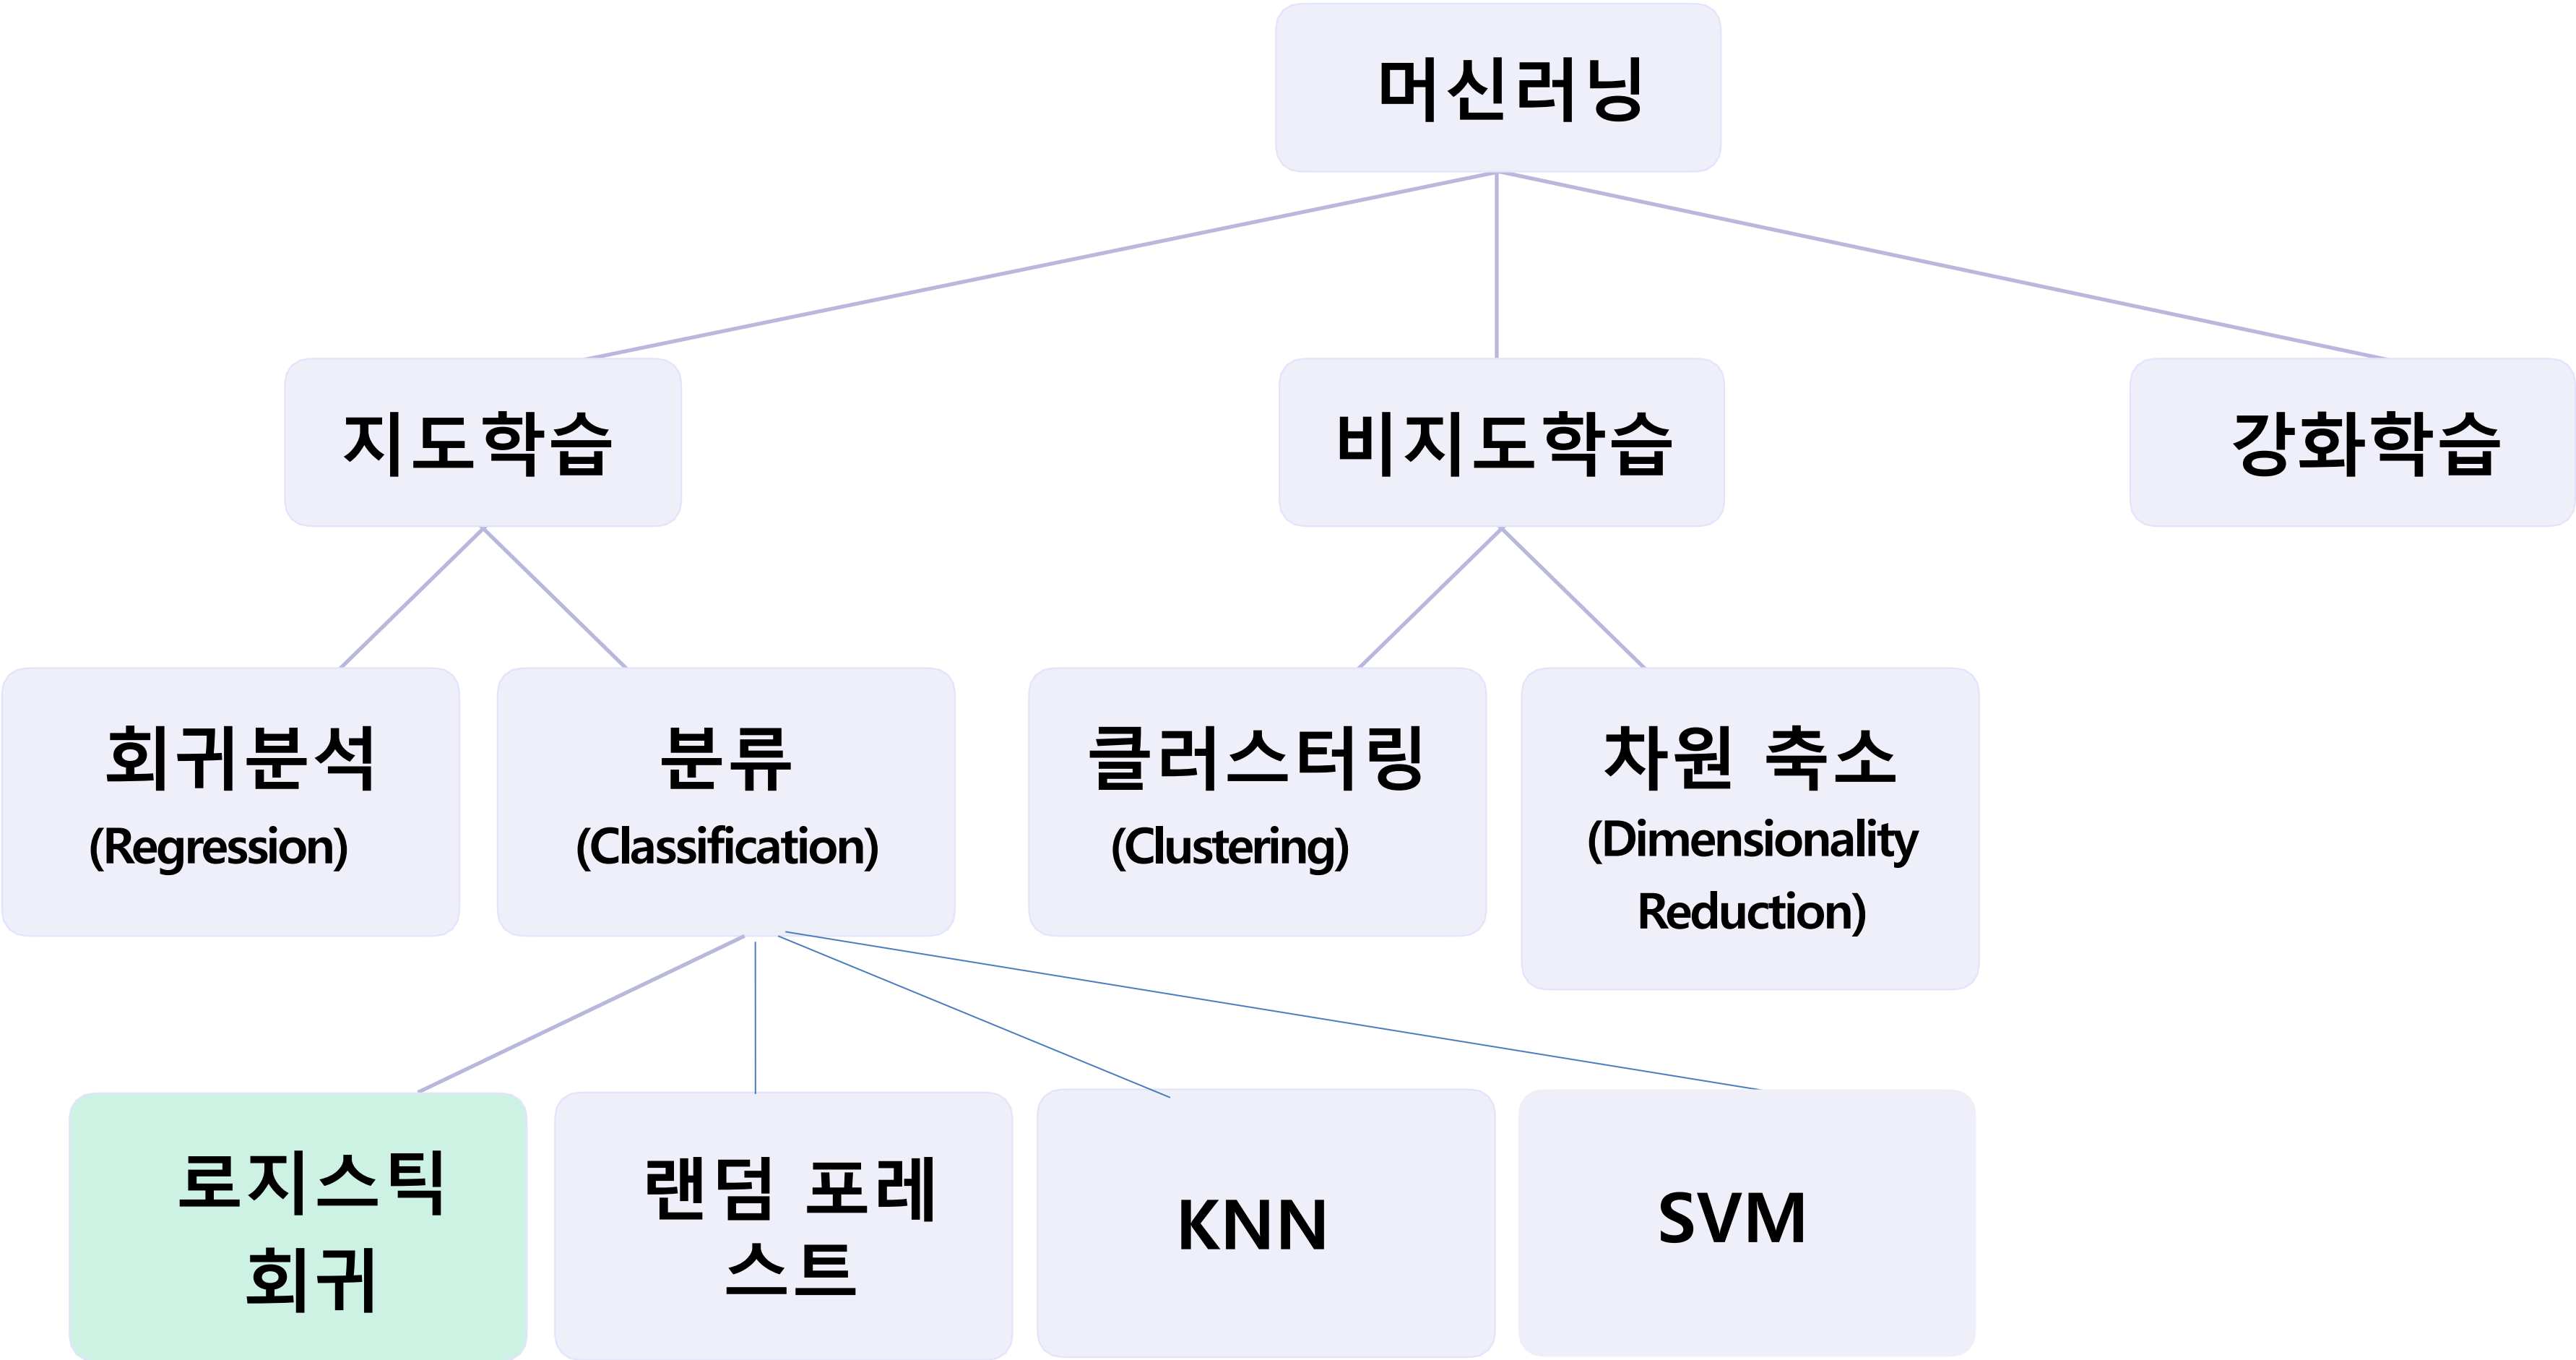 머신러닝
지도학습
비지도학습
강화학습
회귀분석
(Regression)
분류
(Classification)
클러스터링
(Clustering)
차원 축소
(Dimensionality
Reduction)
로지스틱
회귀
랜덤 포레
스트
KNN
SVM